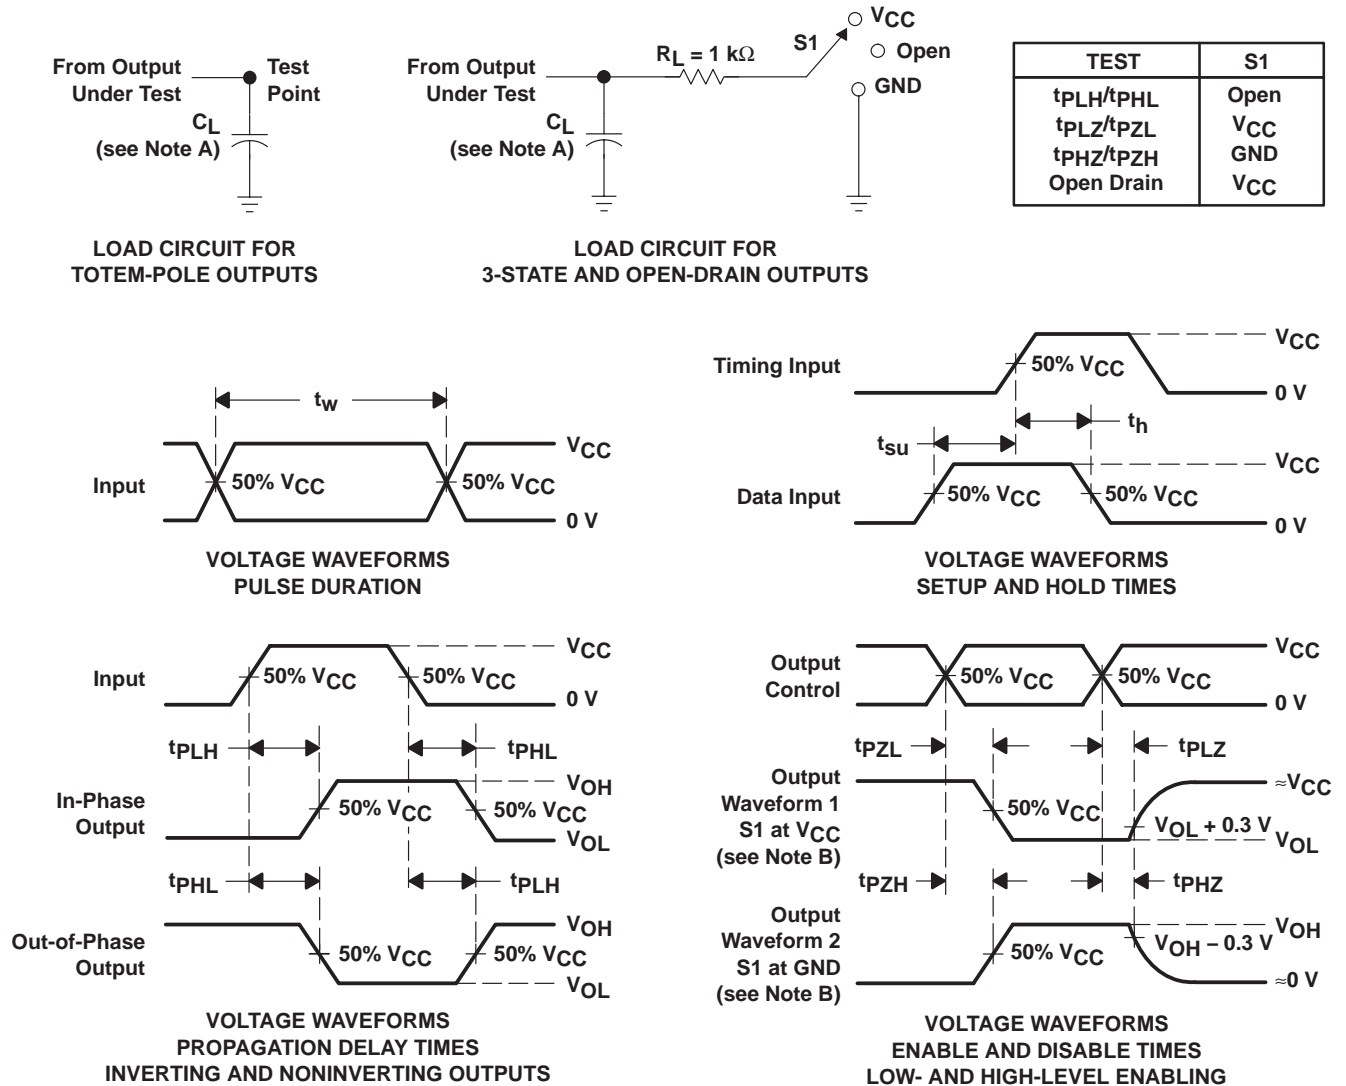 From Output
Under Test
Test
Point
CL
(see Note A)
LOAD CIRCUIT FOR
TOTEM-POLE OUTPUTS
From Output
Under Test
RL = 1 kΩ
S1
VCC
Open
GND
CL
(see Note A)
LOAD CIRCUIT FOR
3-STATE AND OPEN-DRAIN OUTPUTS
TEST S1
tPLH/tPHL Open
tPLZ/tPZL VCC
tPHZ/tPZH GND
Open Drain VCC
tw
Input
50% VCC
50% VCC
VCC
0 V
VOLTAGE WAVEFORMS
PULSE DURATION
Timing Input
50% VCC
VCC
0 V
tsu
th
Data Input
50% VCC
50% VCC
VCC
0 V
VOLTAGE WAVEFORMS
SETUP AND HOLD TIMES
Input
50% VCC
50% VCC
VCC
0 V
tPLH
tPHL
In-Phase
Output
50% VCC
50% VCC
VOH
VOL
tPHL
tPLH
Out-of-Phase
Output
50% VCC
50% VCC
VOH
VOL
VOLTAGE WAVEFORMS
PROPAGATION DELAY TIMES
INVERTING AND NONINVERTING OUTPUTS
Output
Control
50% VCC
50% VCC
VCC
0 V
tPZL
tPLZ
Output
Waveform 1
S1 at VCC
(see Note B)
50% VCC
≈VCC
VOL + 0.3 V
VOL
tPZH
tPHZ
Output
Waveform 2
S1 at GND
(see Note B)
50% VCC
VOH
VOH – 0.3 V
≈0 V
VOLTAGE WAVEFORMS
ENABLE AND DISABLE TIMES
LOW- AND HIGH-LEVEL ENABLING